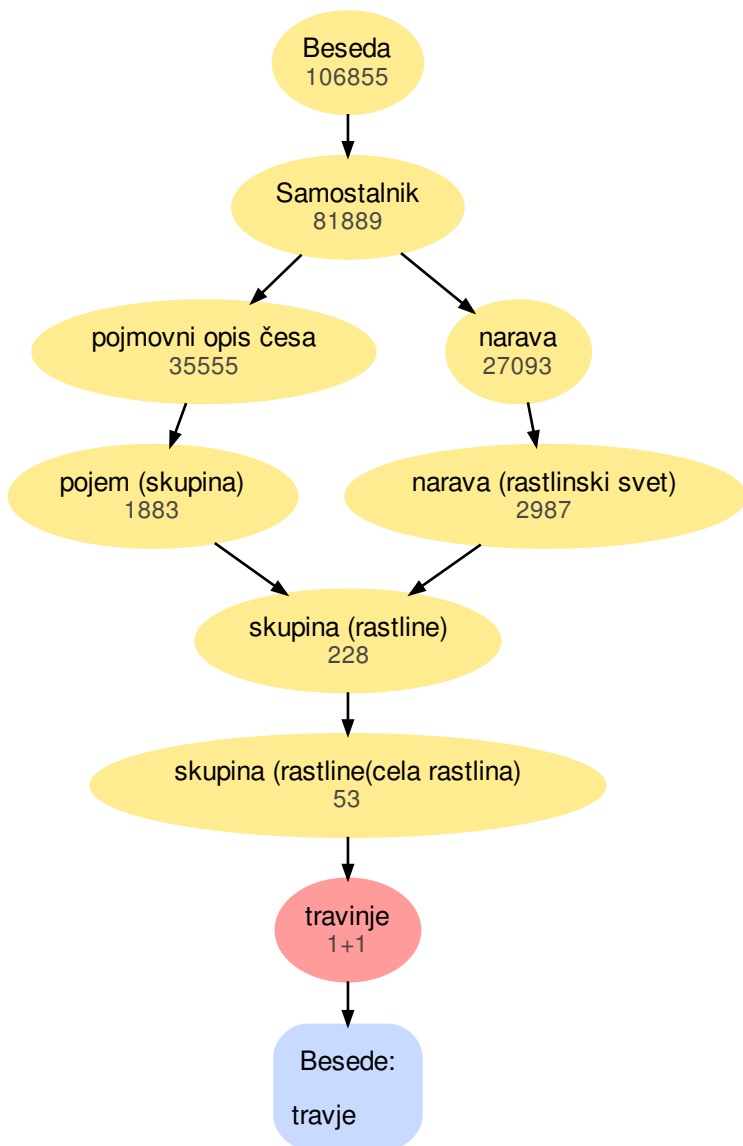 Beseda
106855
Samostalnik
81889
pojmovni opis česa
35555
narava
27093
pojem (skupina)
1883
narava (rastlinski svet)
2987
skupina (rastline)
228
skupina (rastline(cela rastlina)
53
travinje
1+1
Besede:
travje